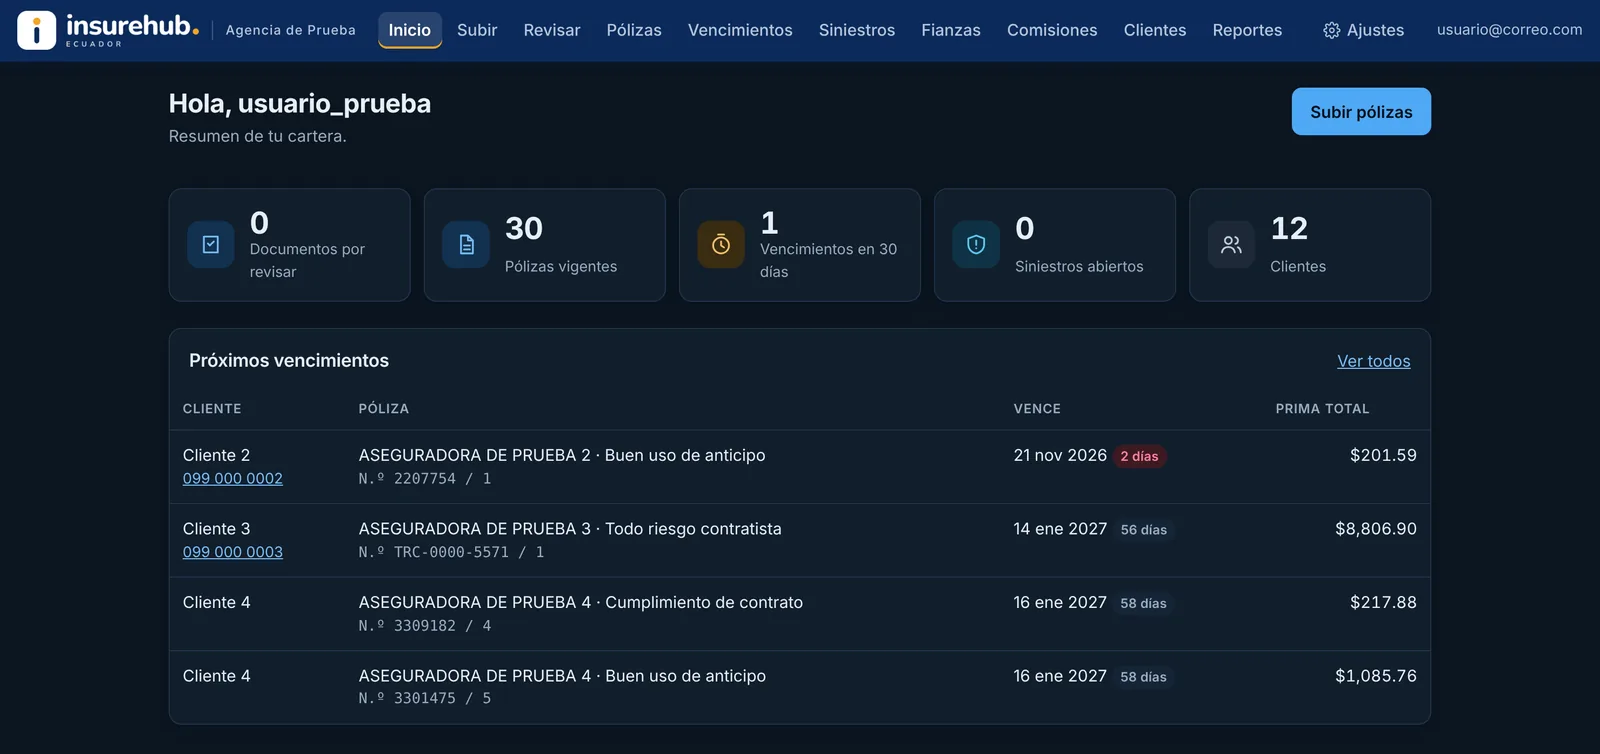 insurehub.
ECUADOR
Agencia de Prueba
Inicio
Subir
Revisar
Pólizas
Vencimientos
Siniestros
Fianzas
Comisiones
Clientes
Reportes
Ajustes
usuario@correo.com
Hola, usuario_prueba
Resumen de tu cartera.
Subir pólizas
0
Documentos por
revisar
30
Pólizas vigentes
1
Vencimientos en 30
días
0
Siniestros abiertos
12
Clientes
Próximos vencimientos
Ver todos
CLIENTE PÓLIZA VENCE PRIMA TOTAL
Cliente 2 ASEGURADORA DE PRUEBA 2 · Buen uso de anticipo 21 nov 2026 2 días $201.59
099 000 0002 N.º 2207754 / 1
Cliente 3 ASEGURADORA DE PRUEBA 3 · Todo riesgo contratista 14 ene 2027 56 días $8,806.90
099 000 0003 N.º TRC-0000-5571 / 1
Cliente 4 ASEGURADORA DE PRUEBA 4 · Cumplimiento de contrato 16 ene 2027 58 días $217.88
N.º 3309182 / 4
Cliente 4 ASEGURADORA DE PRUEBA 4 · Buen uso de anticipo 16 ene 2027 58 días $1,085.76
N.º 3301475 / 5